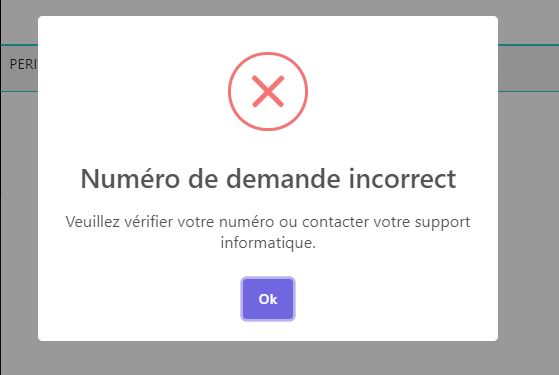 PERI
Numéro de demande incorrect
Veuillez vérifier votre numéro ou contacter votre support
informatique.
Ok